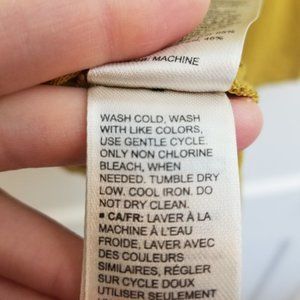 MACHINE
WASH COLD, WASH
WITH LIKE COLORS,
USE GENTLE CYCLE.
ONLY NON CHLORINE
BLEACH, WHEN
NEEDED. TUMBLE DRY
LOW. COOL IRON. DO
NOT DRY CLEAN.
• CA/FR: LAVER À LA
MACHINE À L'EAU
FROIDE, LAVER AVEC
DES COULEURS
SIMILAIRES, RÉGLER
SUR CYCLE DOUX
UTILISER SEULEMENT